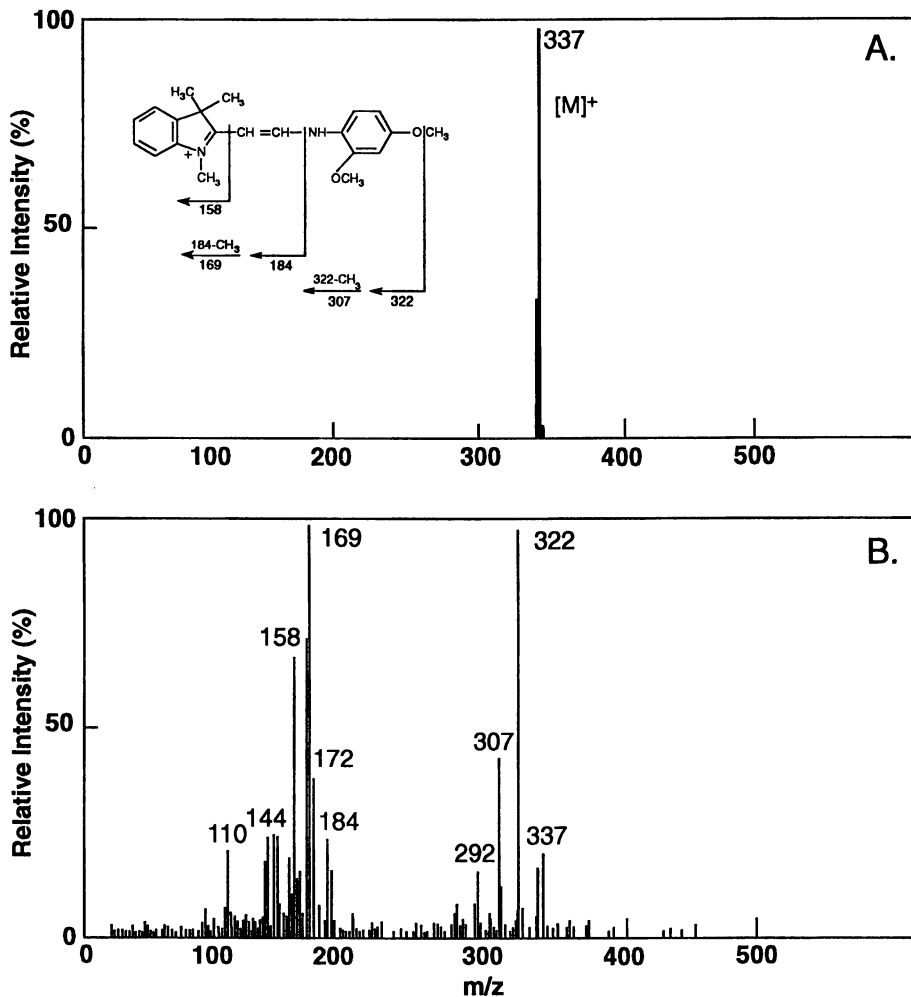 100
A.
337
[M]+
H₃C CH₃
CH =CH NH OCH₃
N
+
CH₃
OCH₃
158
184-CH₃
169
184
322-CH₃
307
322
50
0
Relative Intensity (%)
0 100 200 300 400 500
100
B.
169
322
158
307
172
50
110
144
184
292
337
0
Relative Intensity (%)
0 100 200 300 400 500
m/z